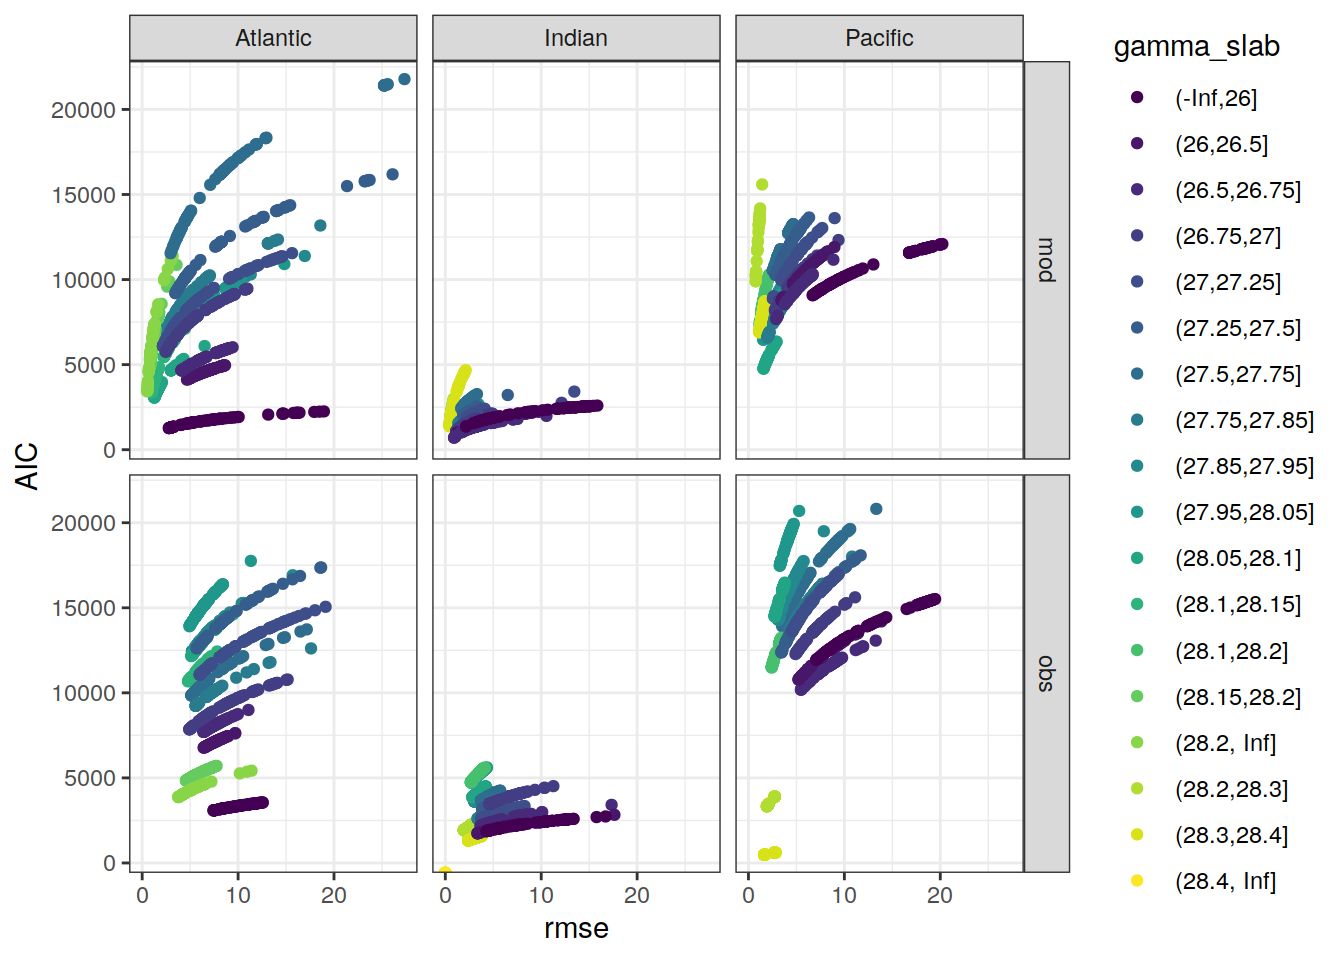 Atlantic
Indian
Pacific
gamma_slab
(-Inf,26]
(26,26.5]
(26.5,26.75]
(26.75,27]
(27,27.25]
(27.25,27.5]
(27.5,27.75]
(27.75,27.85]
(27.85,27.95]
(27.95,28.05]
(28.05,28.1]
(28.1,28.15]
(28.1,28.2]
(28.15,28.2]
(28.2, Inf]
(28.2,28.3]
(28.3,28.4]
(28.4, Inf]
20000
15000
10000
5000
0
mod
AIC
20000
15000
10000
5000
0
obs
0 10 20
0 10 20
0 10 20
rmse